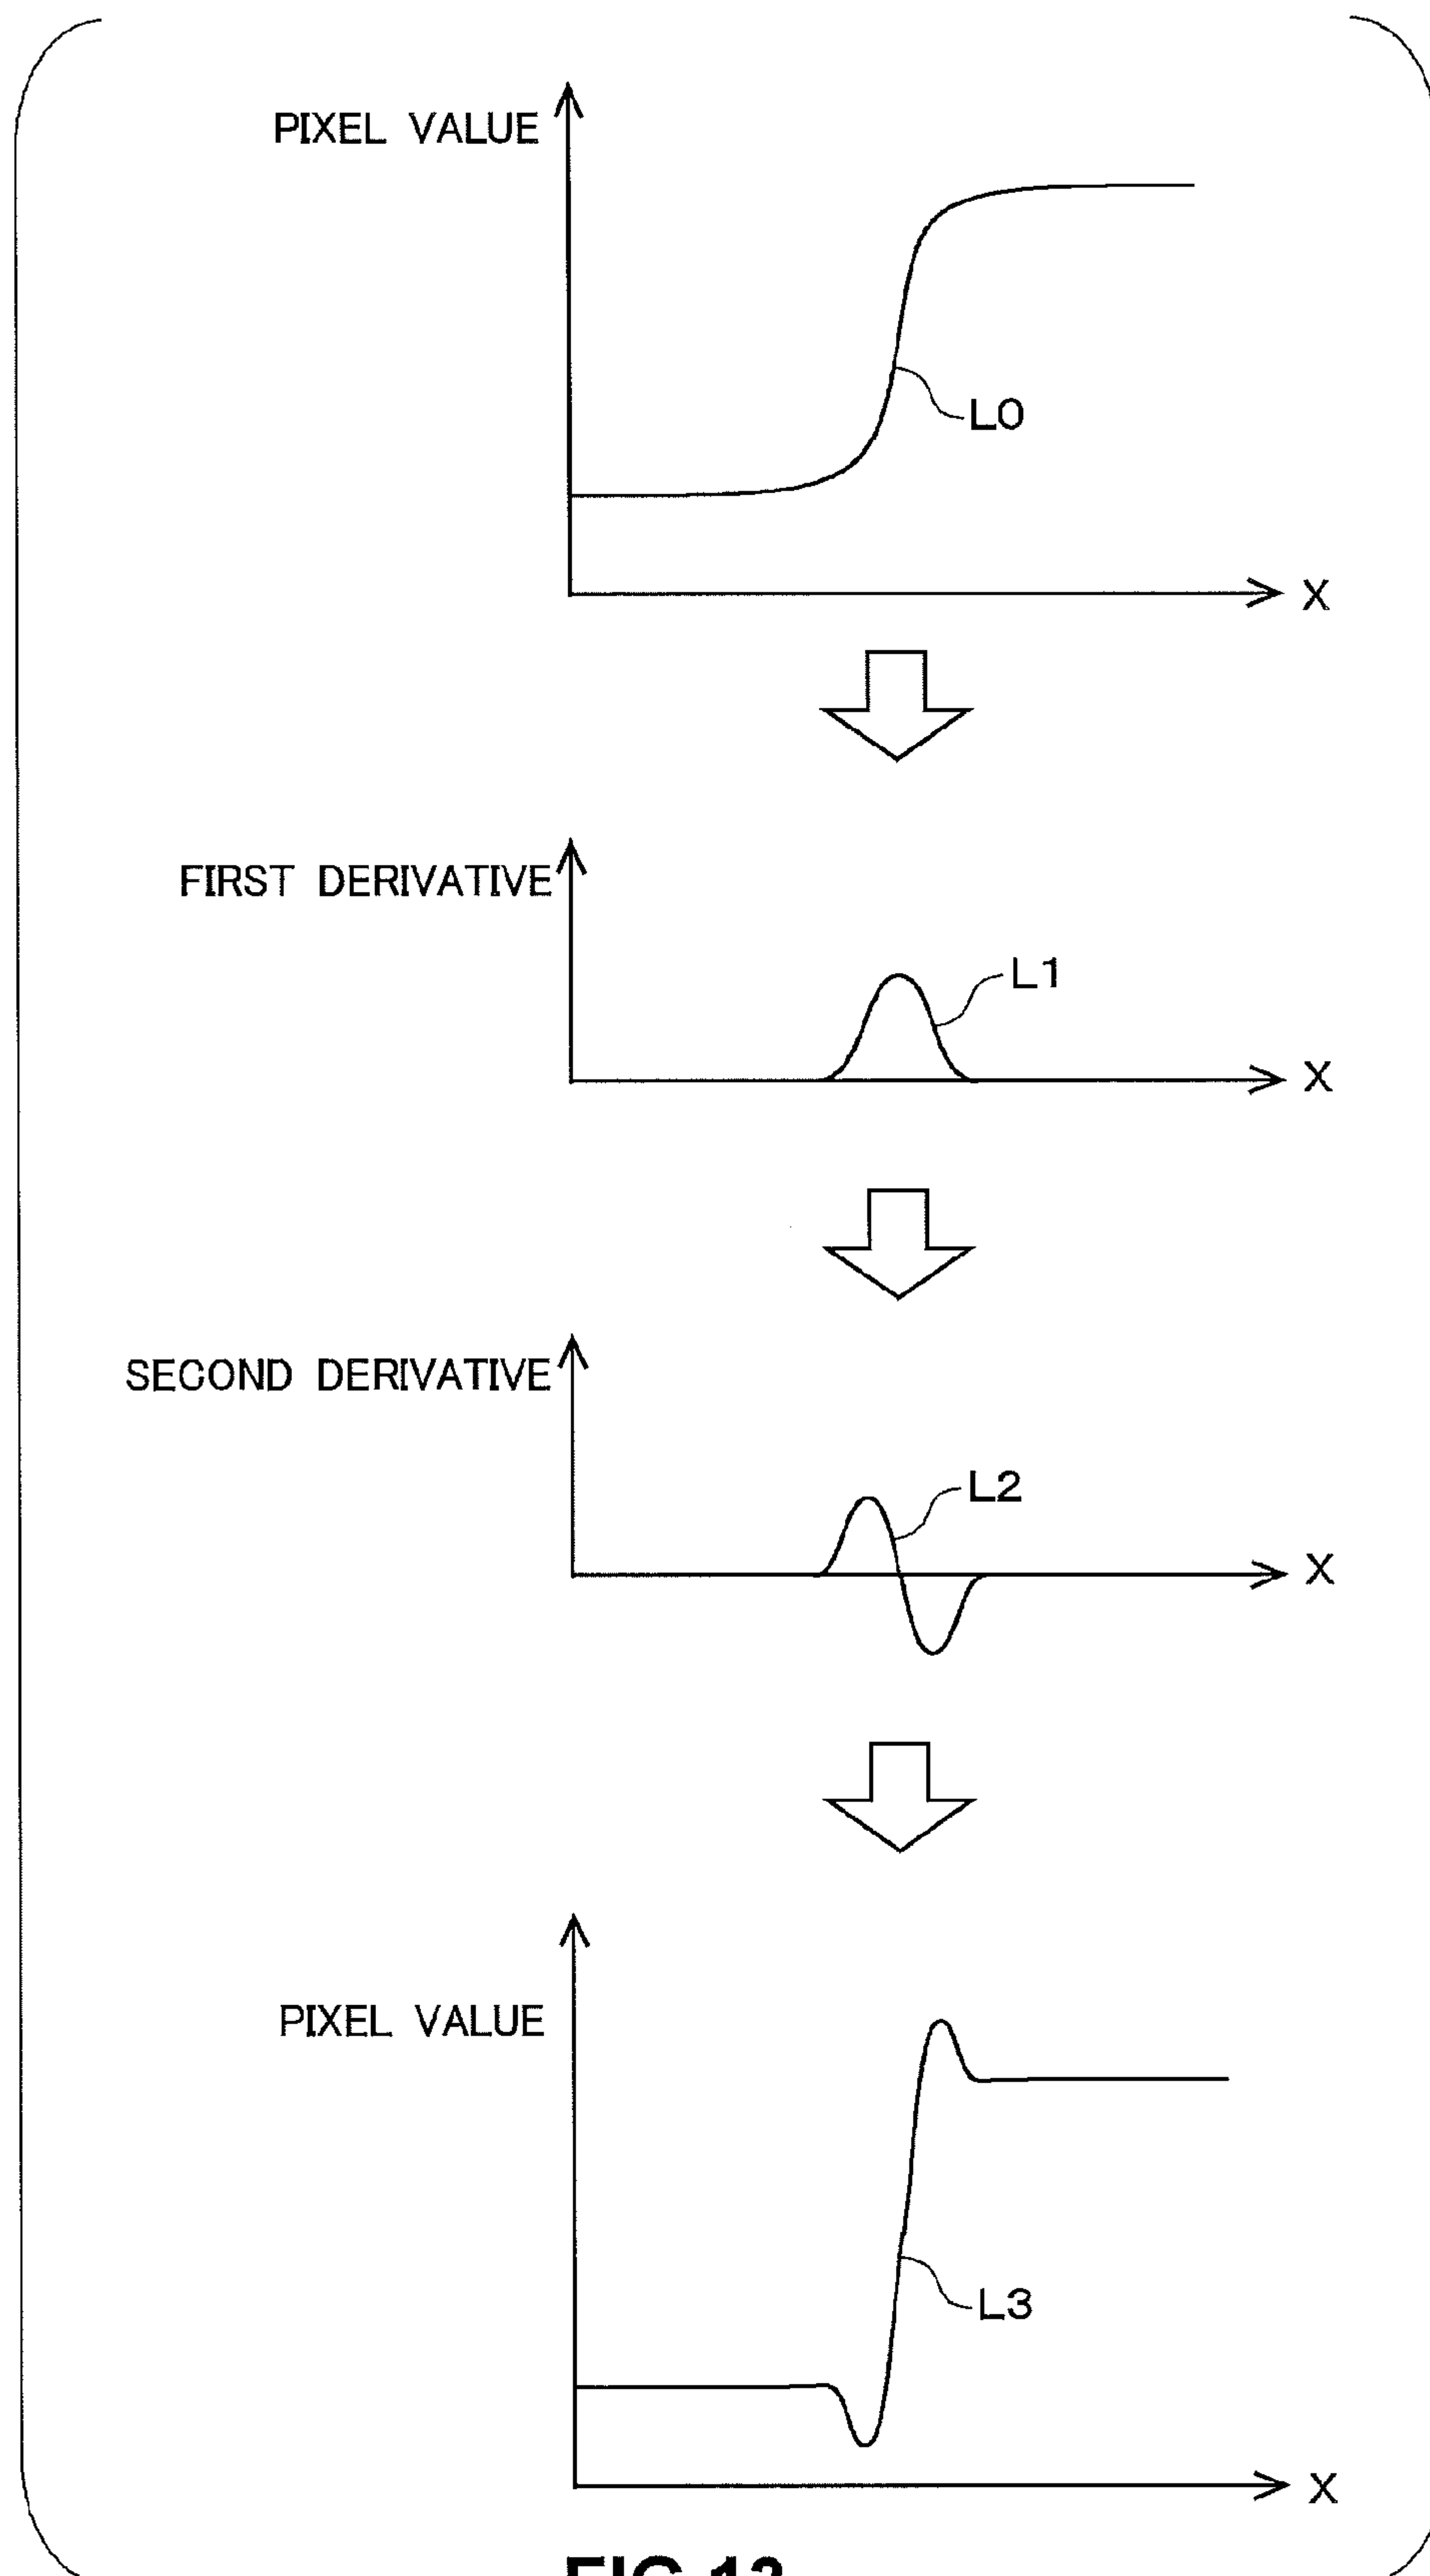 PIXEL VALUE
L0
X
FIRST DERIVATIVE
L1
X
SECOND DERIVATIVE
L2
X
PIXEL VALUE
L3
X